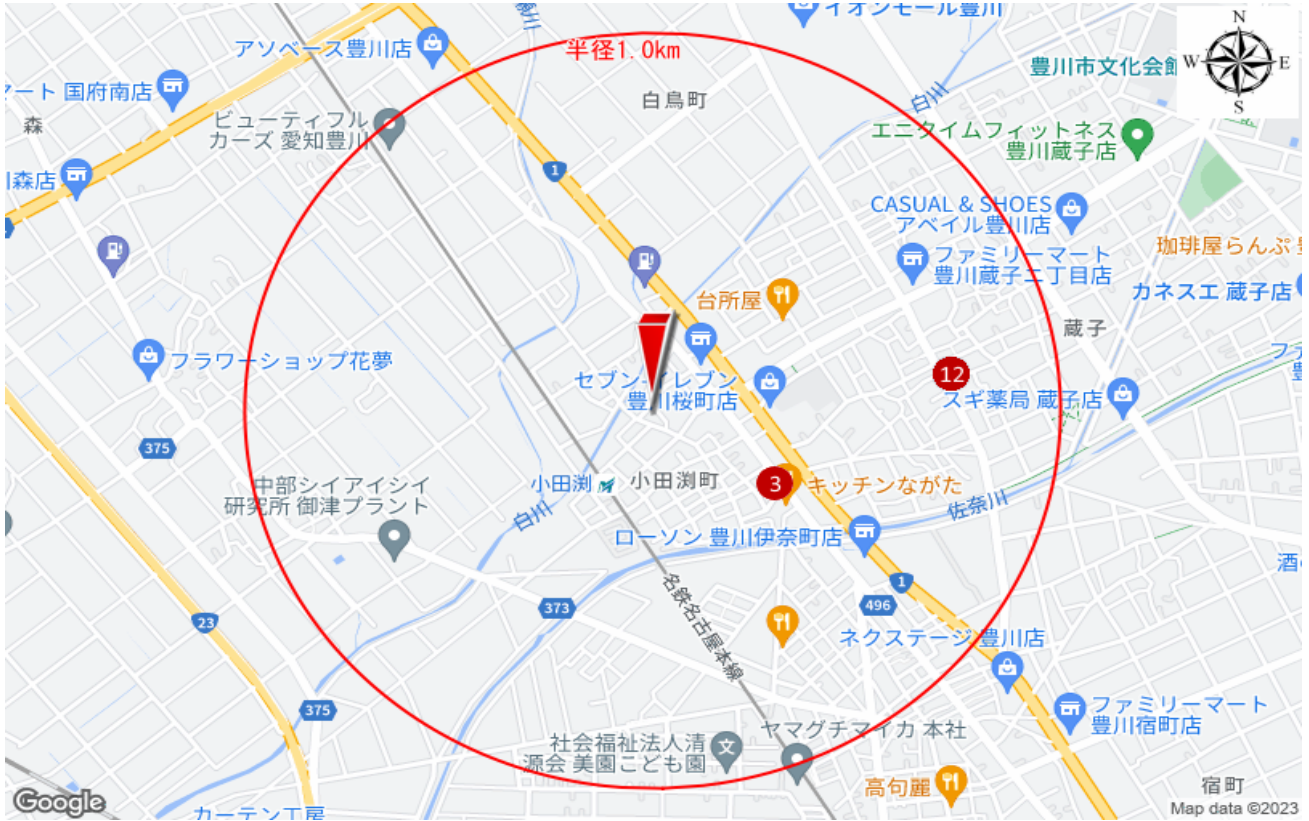 イオンモール豊川
N
W
E
S
アソベース豊川店
半径1.0km
豊川市文化会館
マート 国府南店
白鳥町
白川
森
ビューティフル
カーズ 愛知豊川
エニタイムフィットネス
豊川蔵子店
1
川森店
CASUAL & SHOES
アベイル豊川店
珈琲屋らんぷ 豊
ファミリーマート
豊川蔵子二丁目店
台所屋
カネスエ 蔵子店
蔵子
フラワーショップ花夢
セブン-イレブン
豊川桜町店
12
スギ薬局 蔵子店
375
小田渕
小田渕町
3
キッチンながた
中部シイアイシイ
研究所 御津プラント
白川
佐奈川
ローソン 豊川伊奈町店
名鉄名古屋本線
1
373
496
23
ネクステージ 豊川店
375
ファミリーマート
豊川宿町店
ヤマグチマイカ 本社
社会福祉法人清
源会 美園こども園
高句麗
宿町
Google
カーテン工房
Map data ©2023